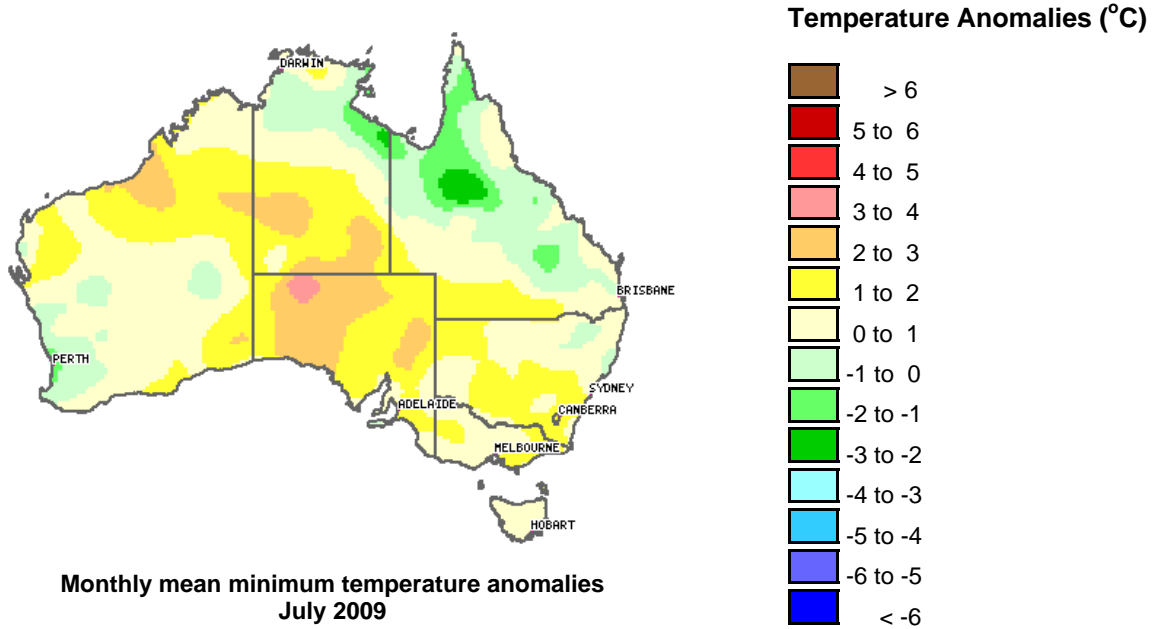 Temperature Anomalies (°C)
DARWIN
BRISBANE
PERTH
SYDNEY
ADELAIDE
CANBERRA
MELBOURNE
HOBART
> 6
5 to 6
4 to 5
3 to 4
2 to 3
1 to 2
0 to 1
-1 to 0
-2 to -1
-3 to -2
-4 to -3
-5 to -4
-6 to -5
< -6
Monthly mean minimum temperature anomalies
July 2009